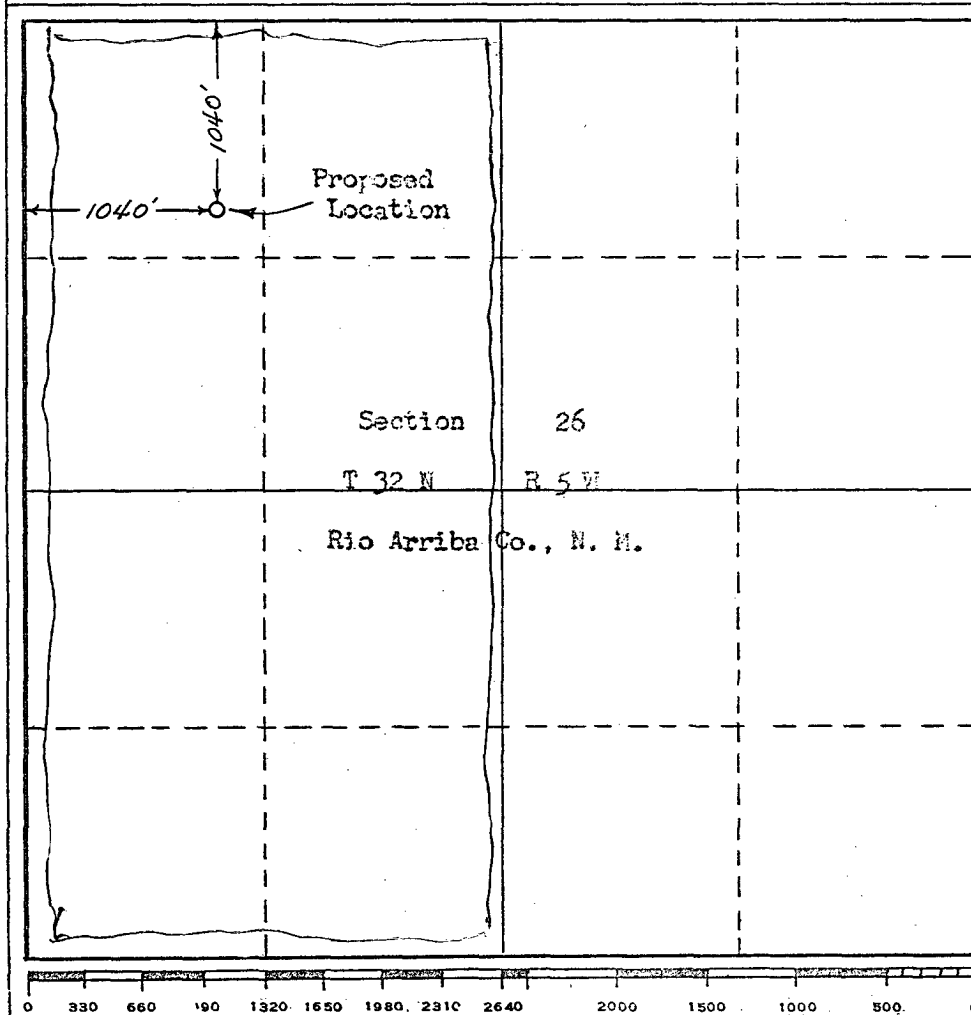 1040'
1040'
Proposed
Location
Section 26
T 32 N R 5 W
Rio Arriba Co., N. M.
0 330 660 '90 1320 1650 1980 2310 2640 2000 1500 1000 500